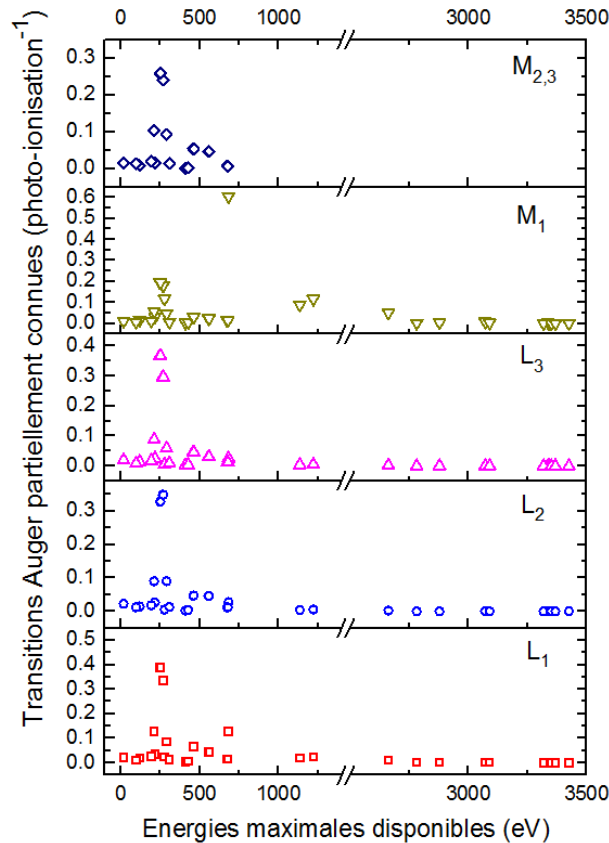 0 500 1000 3000 3500
Transitions Auger partiellement connues (photo-ionisation⁻¹)
0.3
0.2
0.1
0.0
M₂,₃
0.6
0.5
0.4
0.3
0.2
0.1
0.0
M₁
0.4
0.3
0.2
0.1
0.0
L₃
0.3
0.2
0.1
0.0
L₂
0.5
0.4
0.3
0.2
0.1
0.0
L₁
0 500 1000 3000 3500
Energies maximales disponibles (eV)